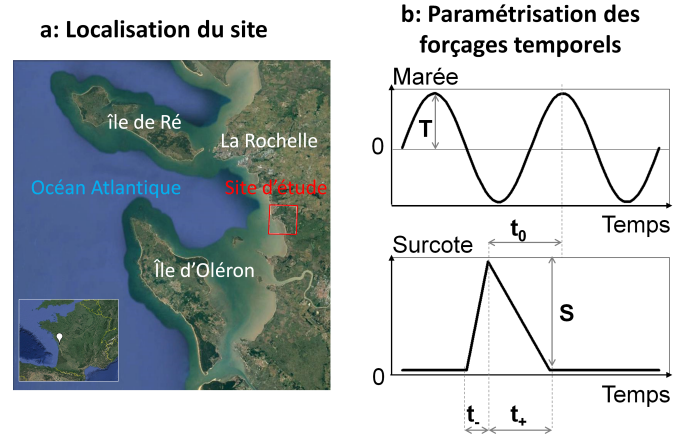 a: Localisation du site
île de Ré
La Rochelle
Océan Atlantique
Site d'étude
Île d'Oléron
b: Paramétrisation des
forçages temporels
Marée
T
0
Temps
t0
Surcote
S
0
Temps
t-
t+